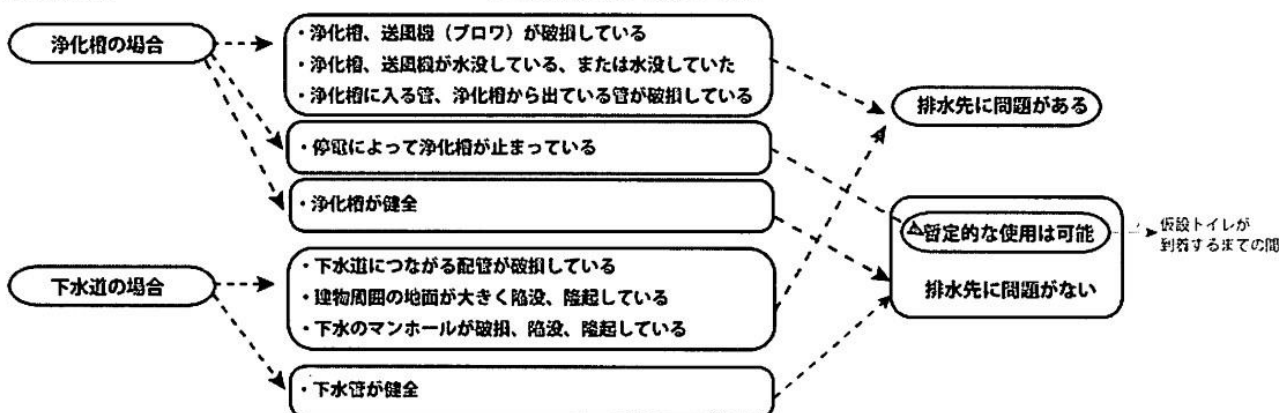 浄化槽の場合
・浄化槽、送風機（ブロワ）が破損している
・浄化槽、送風機が水没している、または水没していた
・浄化槽に入る管、浄化槽から出ている管が破損している
・停電によって浄化槽が止まっている
・浄化槽が健全
下水道の場合
・下水道につながる配管が破損している
・建物周囲の地面が大きく陥没、隆起している
・下水のマンホールが破損、陥没、隆起している
・下水管が健全
排水先に問題がある
暫定的な使用は可能
排水先に問題がない
仮設トイレが
到着するまでの間